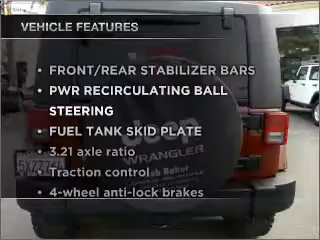 VEHICLE FEATURES
• FRONT/REAR STABILIZER BARS
• PWR RECIRCULATING BALL
STEERING
• FUEL TANK SKID PLATE
• 3.21 axle ratio
• Traction control
• 4-wheel anti-lock brakes
Jeep
WRANGLER